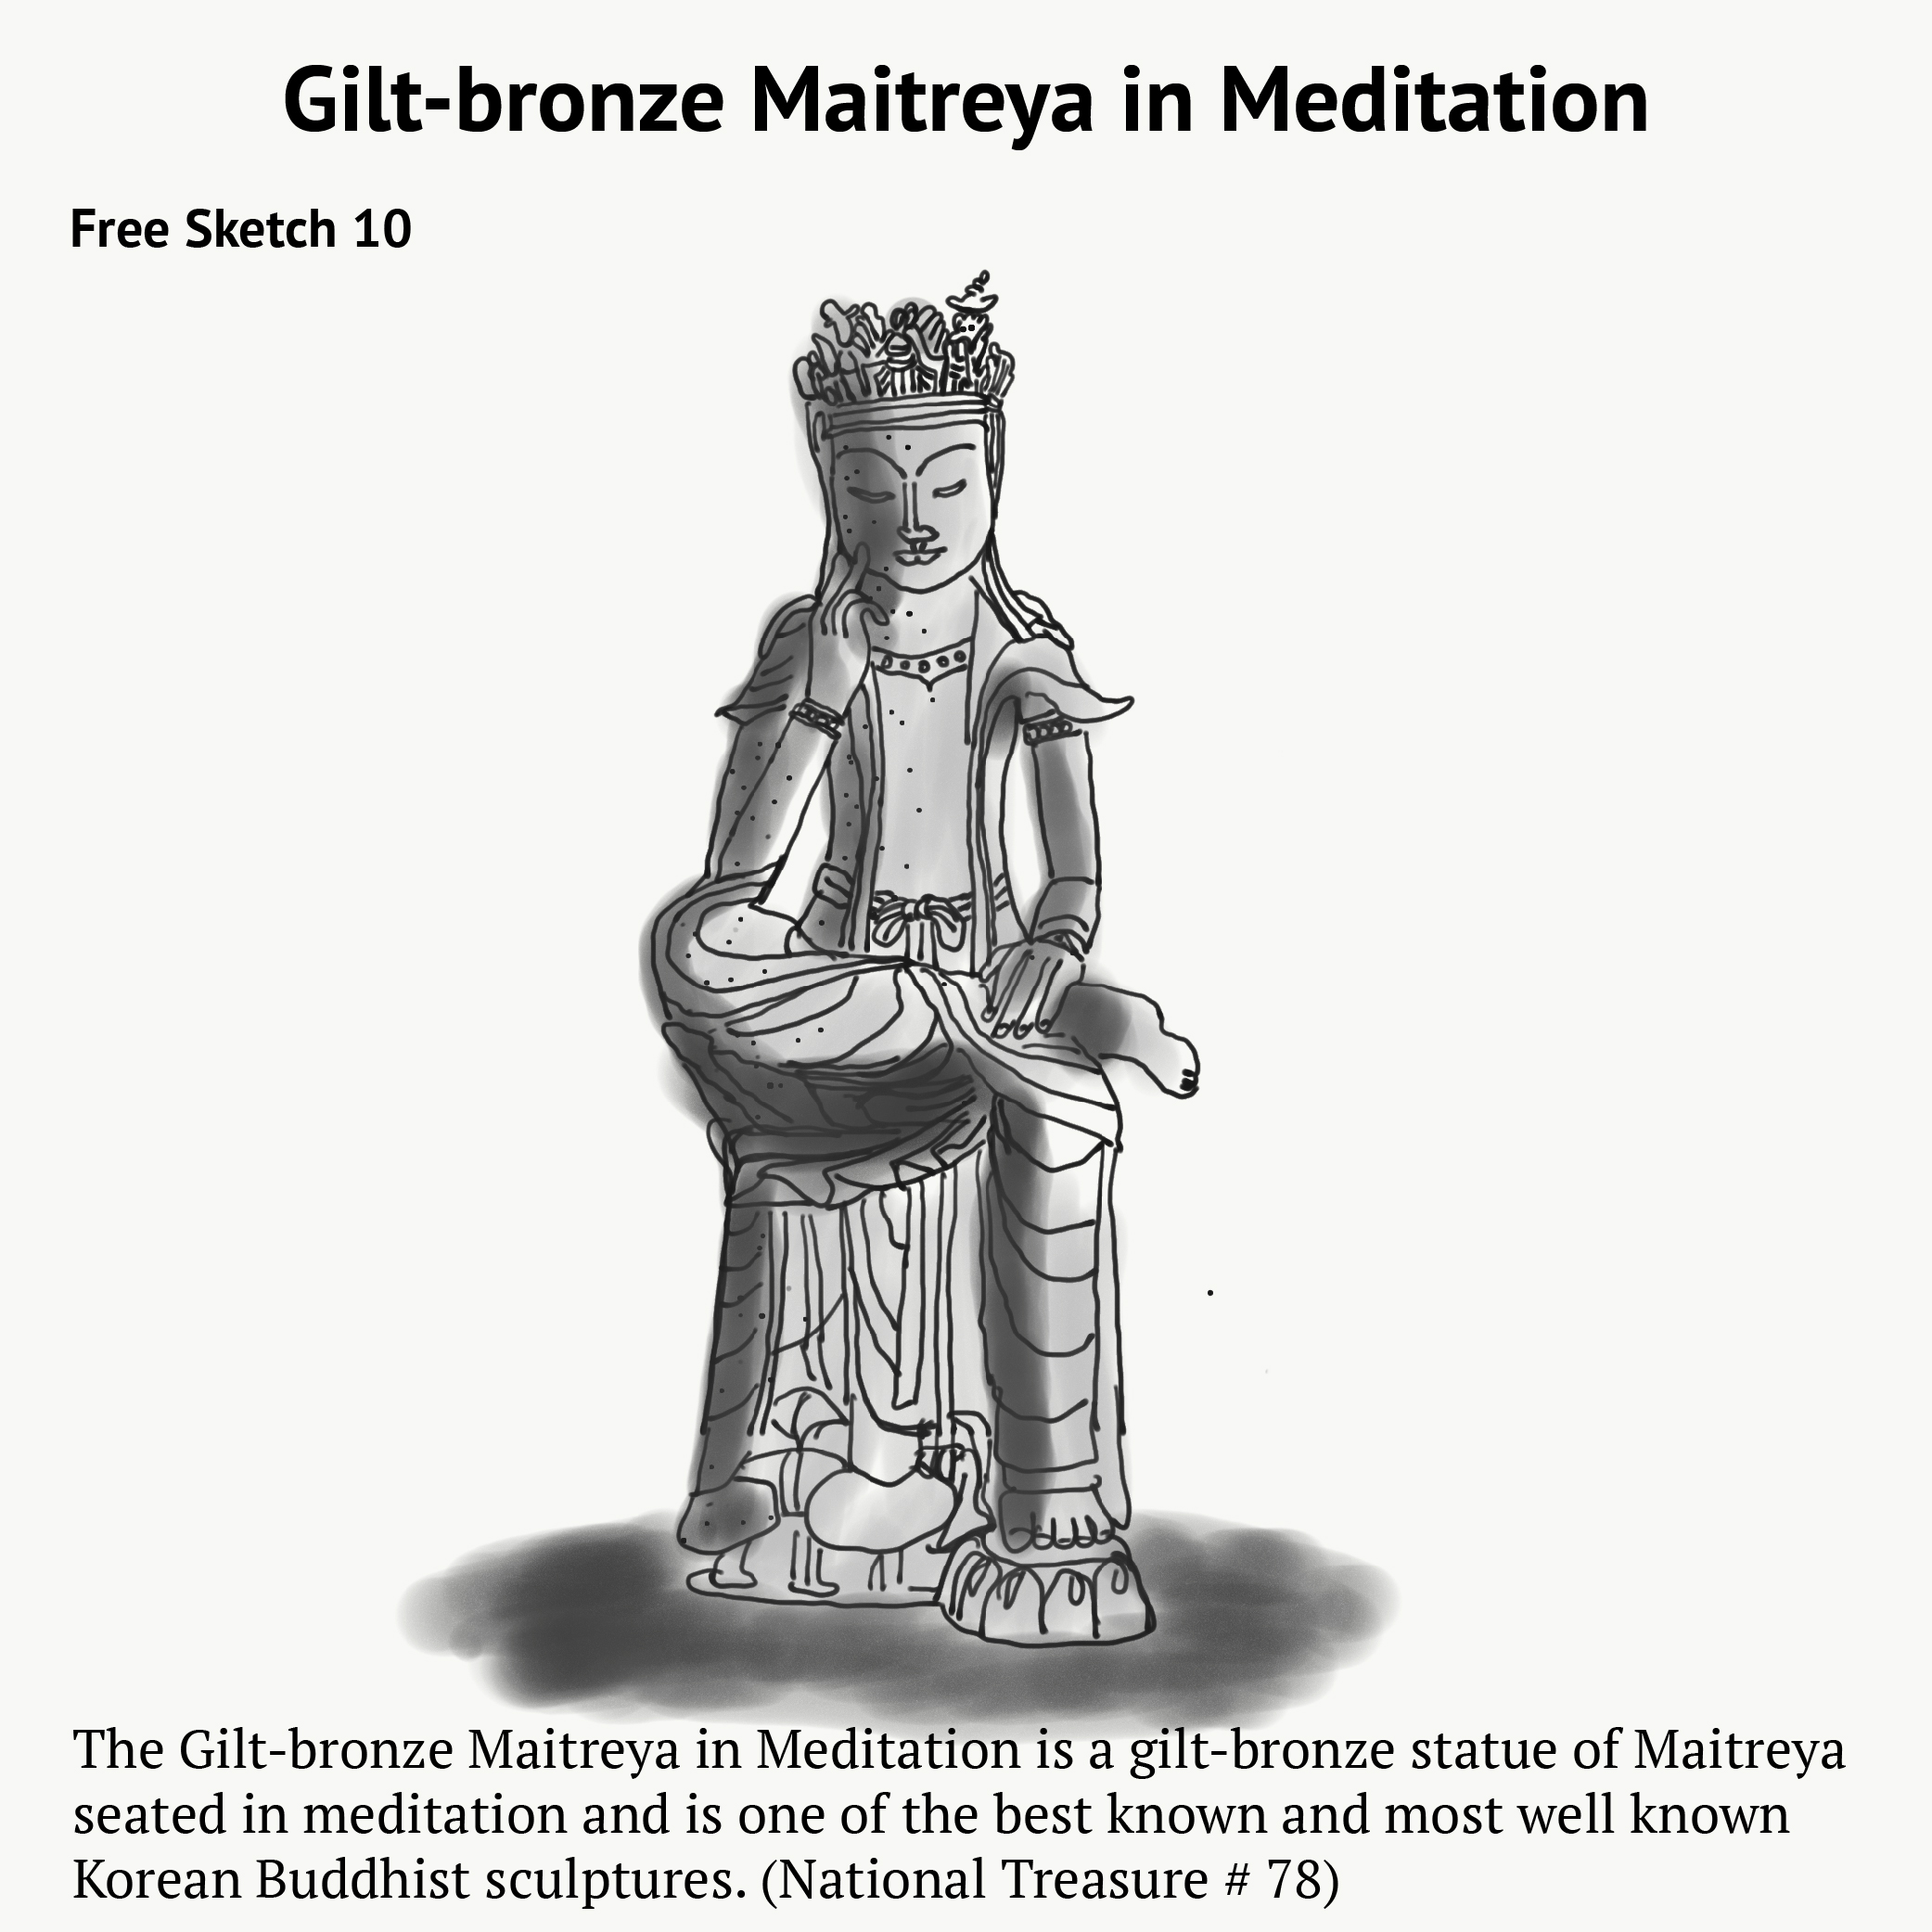 Gilt-bronze Maitreya in Meditation
Free Sketch 10
The Gilt-bronze Maitreya in Meditation is a gilt-bronze statue of Maitreya
seated in meditation and is one of the best known and most well known
Korean Buddhist sculptures. (National Treasure # 78)